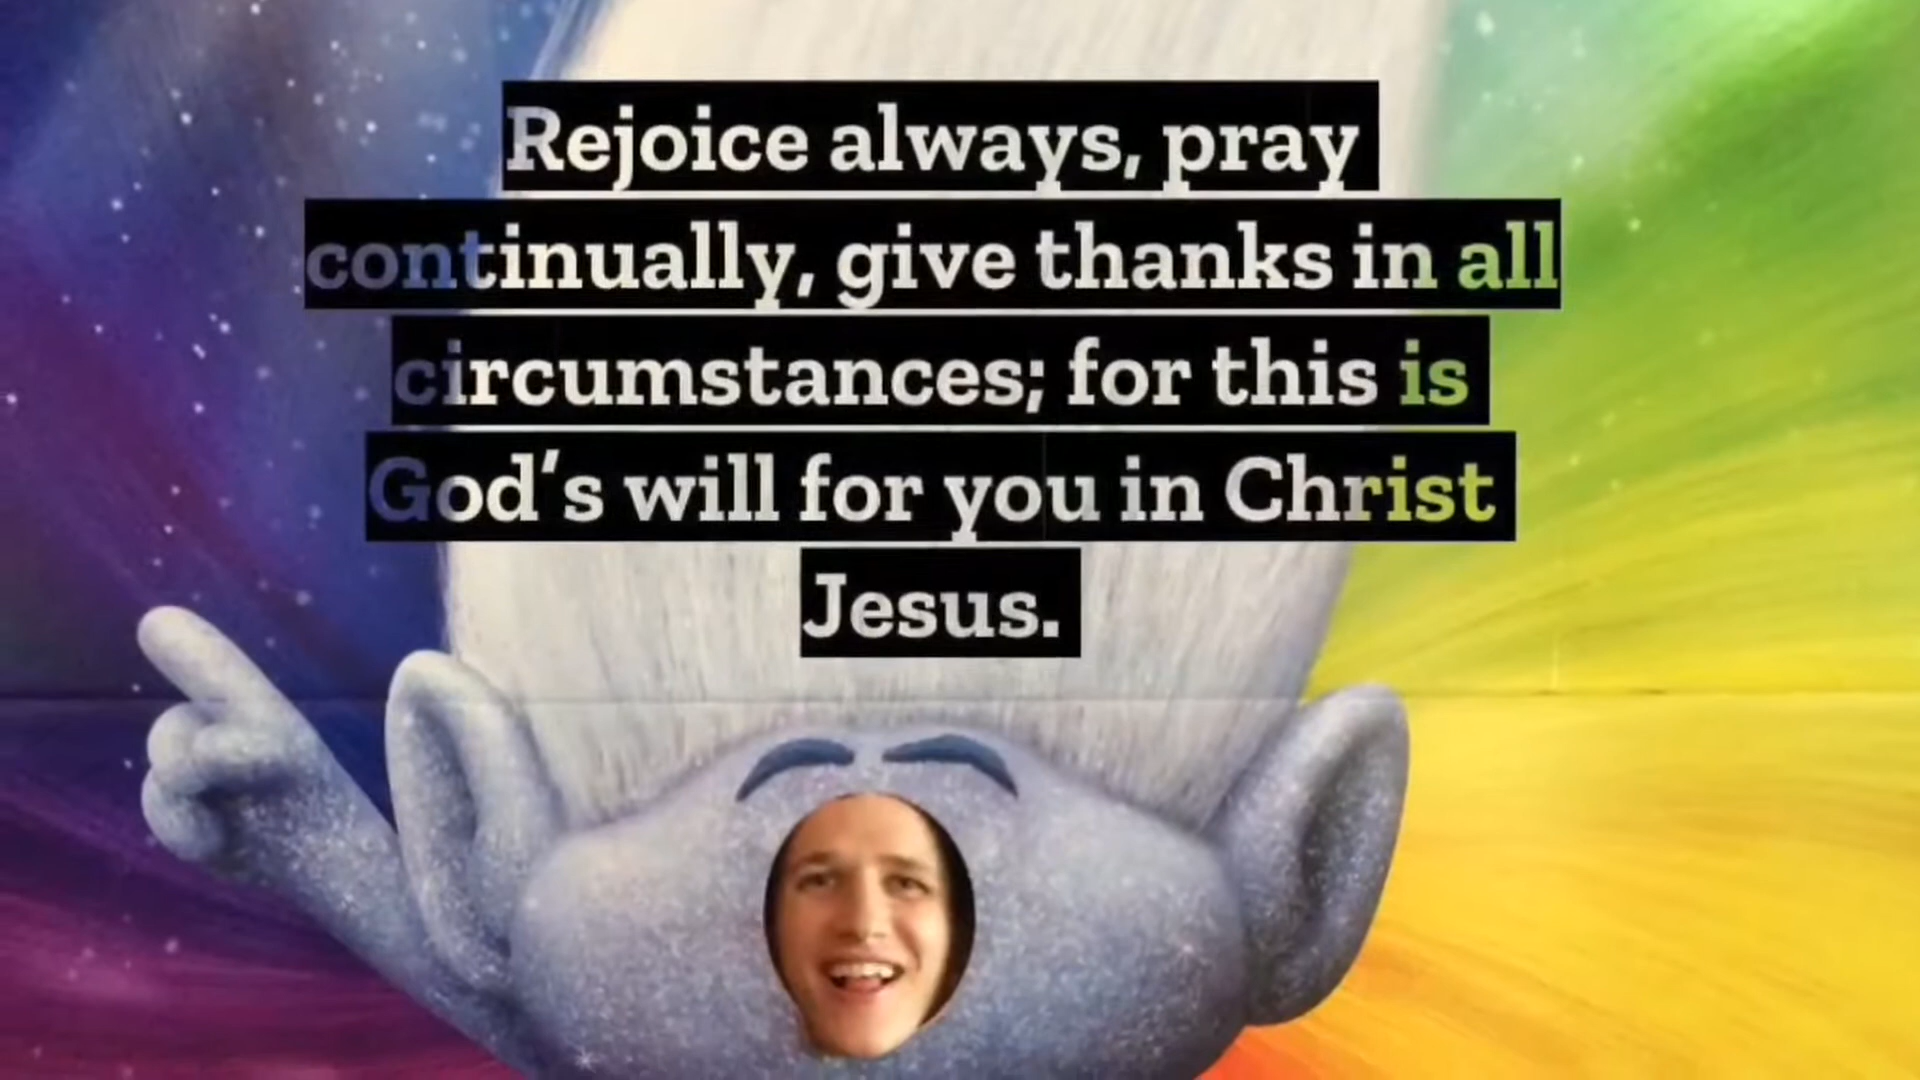 Rejoice always, pray
continually, give thanks in all
circumstances; for this is
God's will for you in Christ
Jesus.